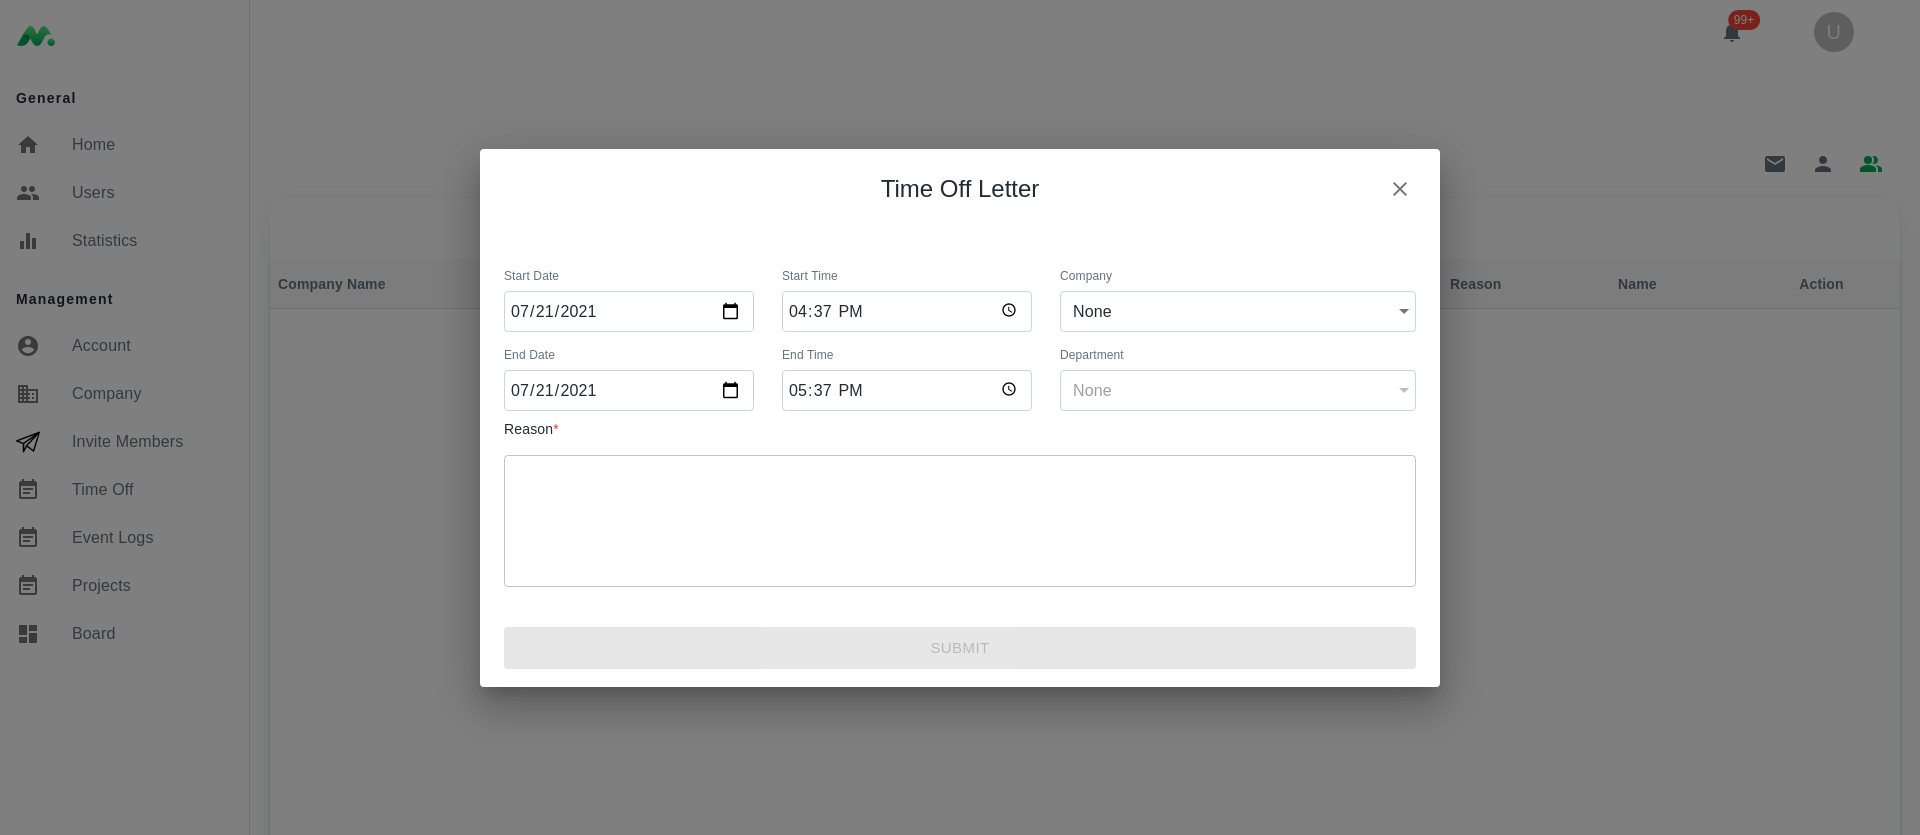 99+
U
General
Home
Users
Statistics
Management
Account
Company
Invite Members
Time Off
Event Logs
Projects
Board
Company Name
Reason
Name
Action
Time Off Letter
Start Date
Start Time
Company
07/21/2021
04:37 PM
None
End Date
End Time
Department
07/21/2021
05:37 PM
None
Reason*
SUBMIT